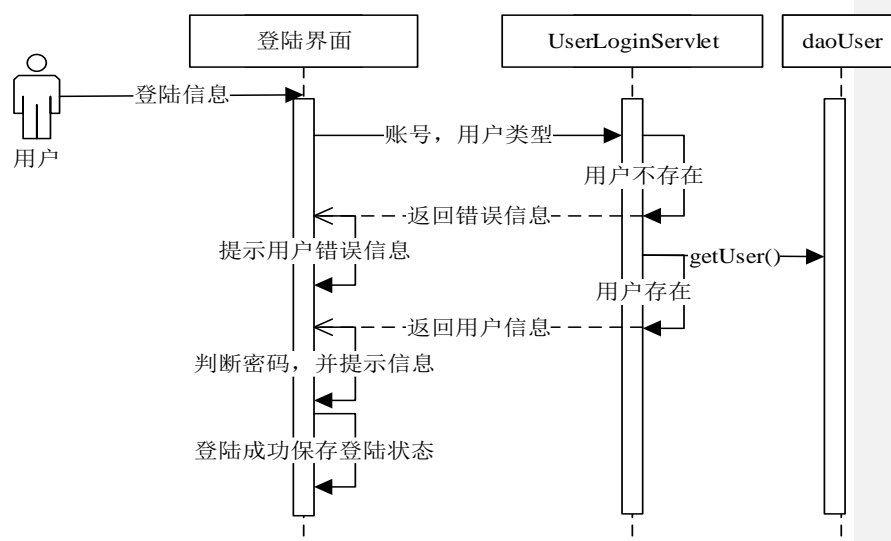 登陆界面
UserLoginServlet
daoUser
登陆信息
用户
账号，用户类型
用户不存在
返回错误信息
提示用户错误信息
getUser()
用户存在
返回用户信息
判断密码，并提示信息
登陆成功保存登陆状态